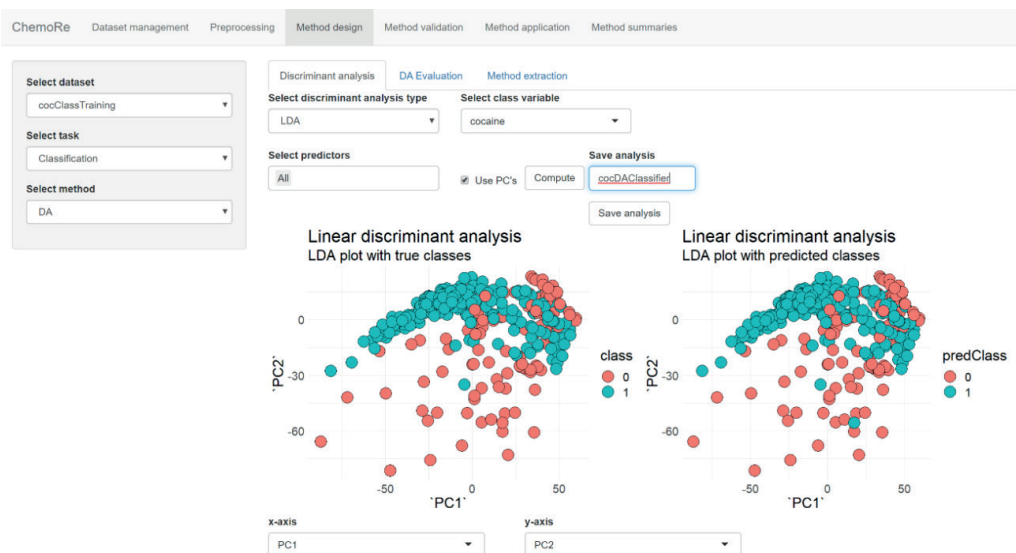 ChemoRe Dataset management Preprocessing Method design Method validation Method application Method summaries
Select dataset
cocClassTraining
Select task
Classification
Select method
DA
Discriminant analysis DA Evaluation Method extraction
Select discriminant analysis type Select class variable
LDA cocaine
Select predictors Save analysis
All Use PC's Compute cocDAClassifier
Save analysis
Linear discriminant analysis
LDA plot with true classes
0
-30
-60
`PC2`
-50 0 50
`PC1`
class
0
1
Linear discriminant analysis
LDA plot with predicted classes
0
-30
-60
`PC2`
-50 0 50
`PC1`
predClass
0
1
x-axis y-axis
PC1 PC2